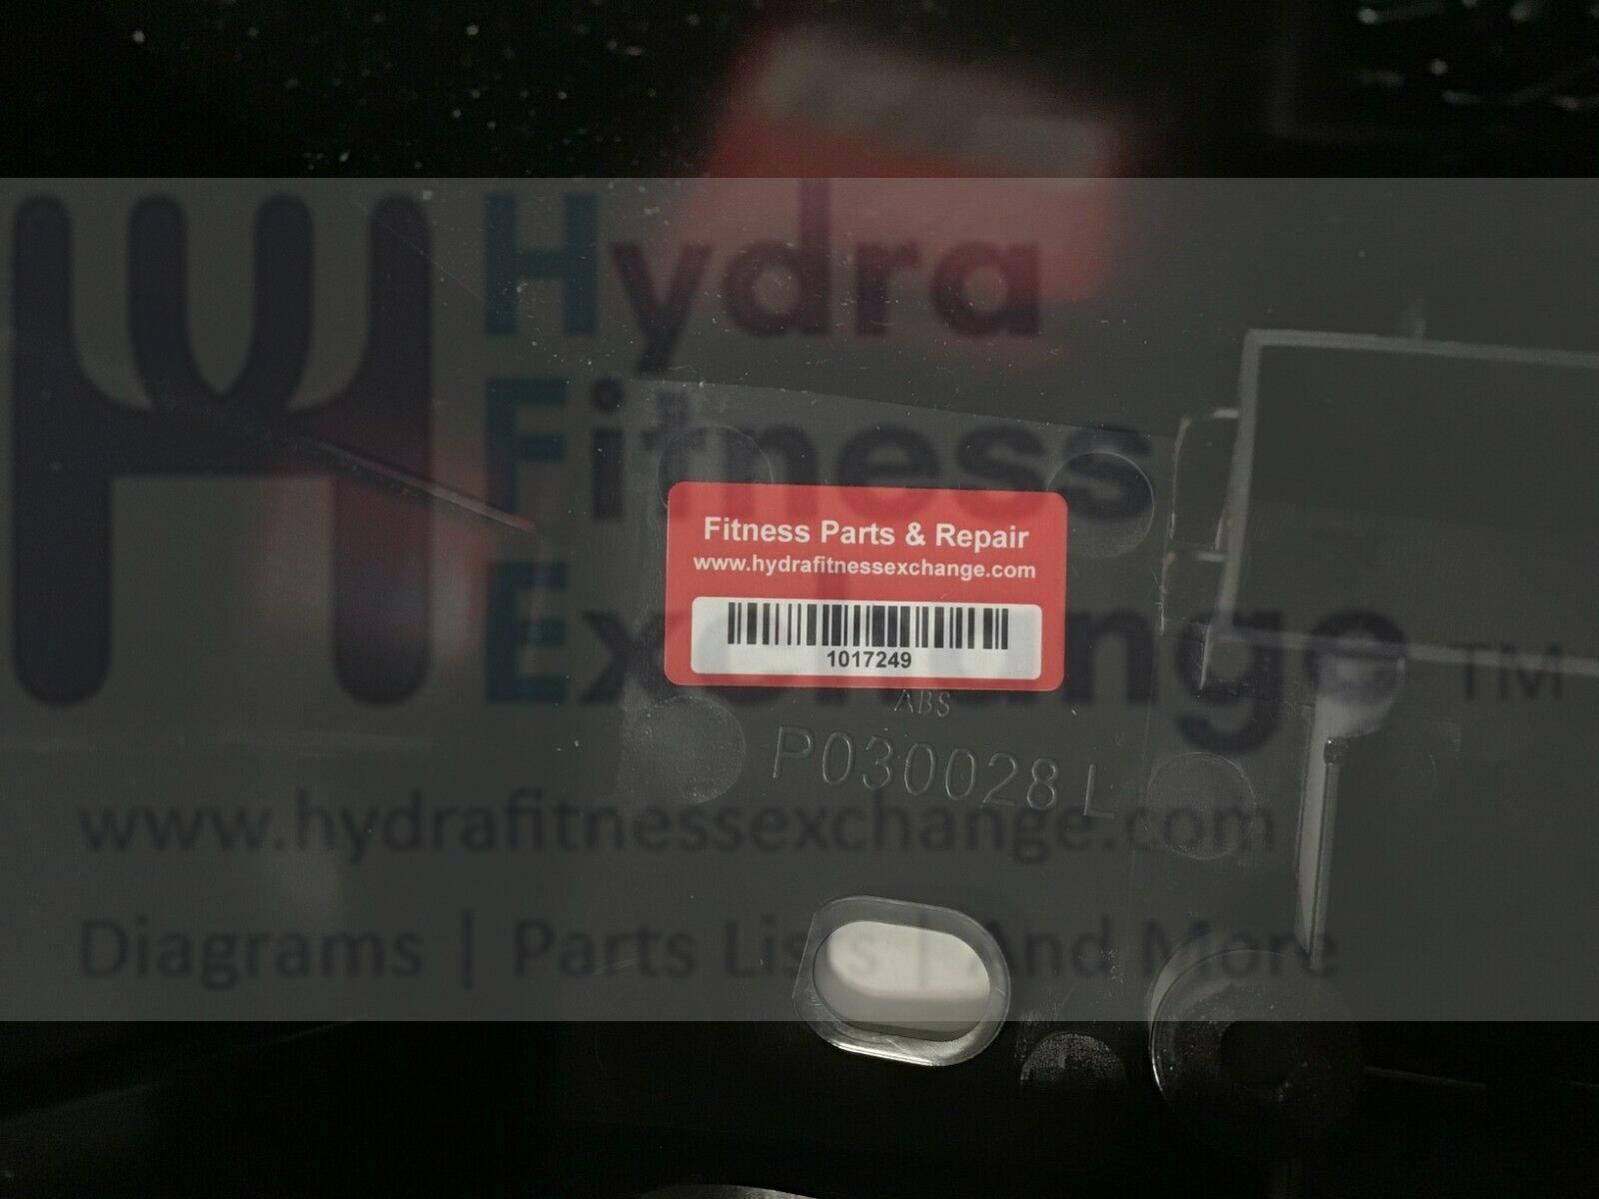 Hydra
Fitness
Exchange TM
Fitness Parts & Repair
www.hydrafitnessexchange.com
1017249
ABS
P030028 L
www.hydrafitnessexchange.com
Diagrams | Parts Lists | And More